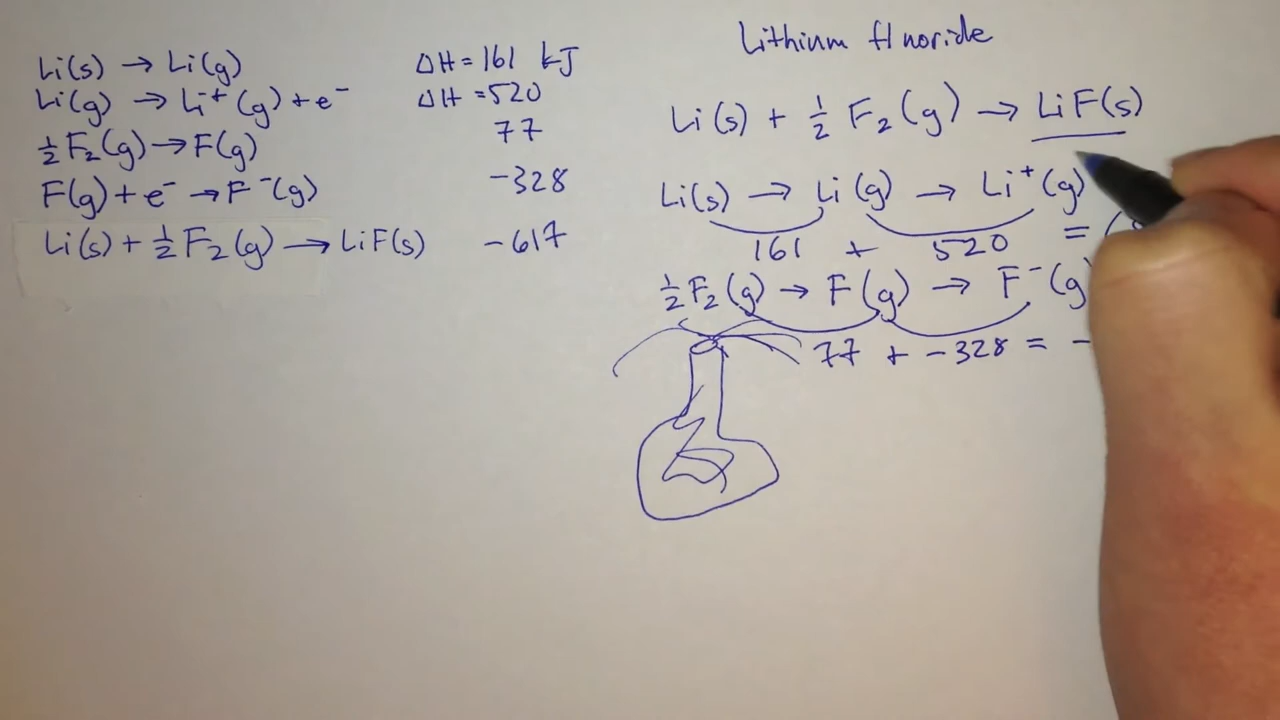 Li(s) → Li(g) ΔH = 161 kJ
Li(g) → Li⁺(g) + e⁻ ΔH = 520
½F₂(g) → F(g) 77
F(g) + e⁻ → F⁻(g) -328
Li(s) + ½F₂(g) → LiF(s) -617
Lithium fluoride
Li(s) + ½ F₂(g) → LiF(s)
Li(s) → Li(g) → Li⁺(g)
161 + 520 =
½F₂(g) → F(g) → F⁻(g
77 + -328 = -